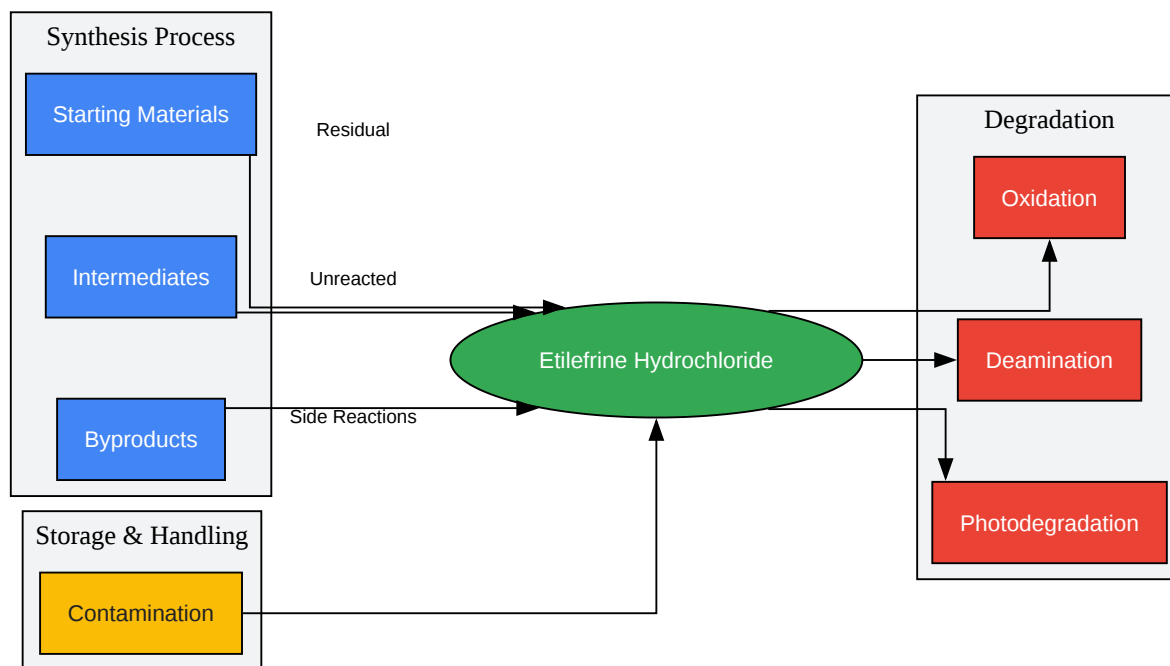 Synthesis Process
Starting Materials
Residual
Intermediates
Unreacted
Byproducts
Side Reactions
Storage & Handling
Contamination
Etilefrine Hydrochloride
Degradation
Oxidation
Deamination
Photodegradation